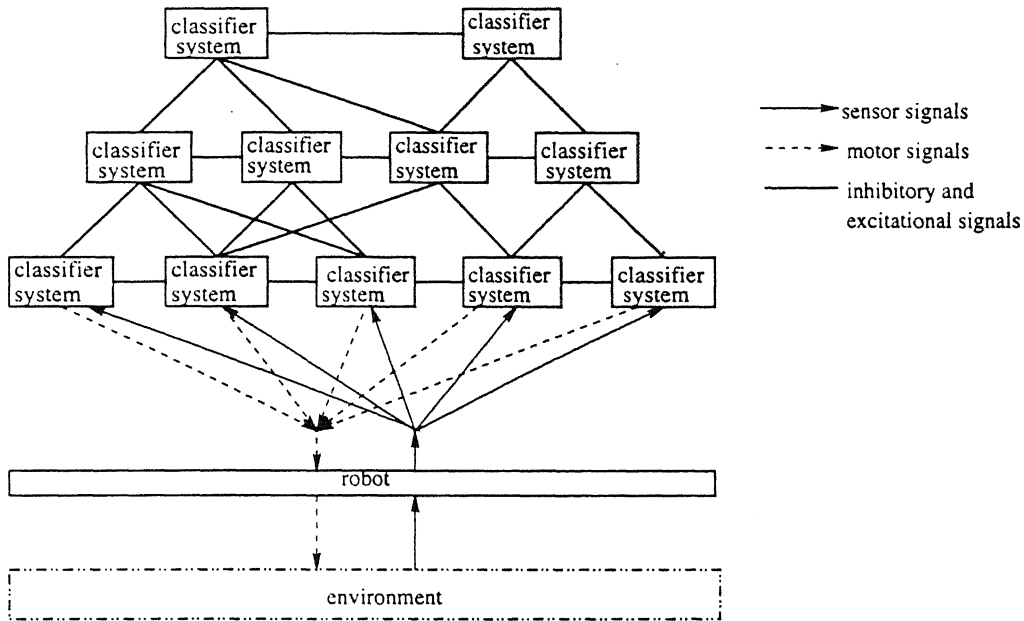 classifier
system
classifier
system
classifier
system
classifier
system
classifier
system
classifier
system
classifier
system
classifier
system
classifier
system
classifier
system
classifier
system
robot
environment
sensor signals
motor signals
inhibitory and
excitational signals